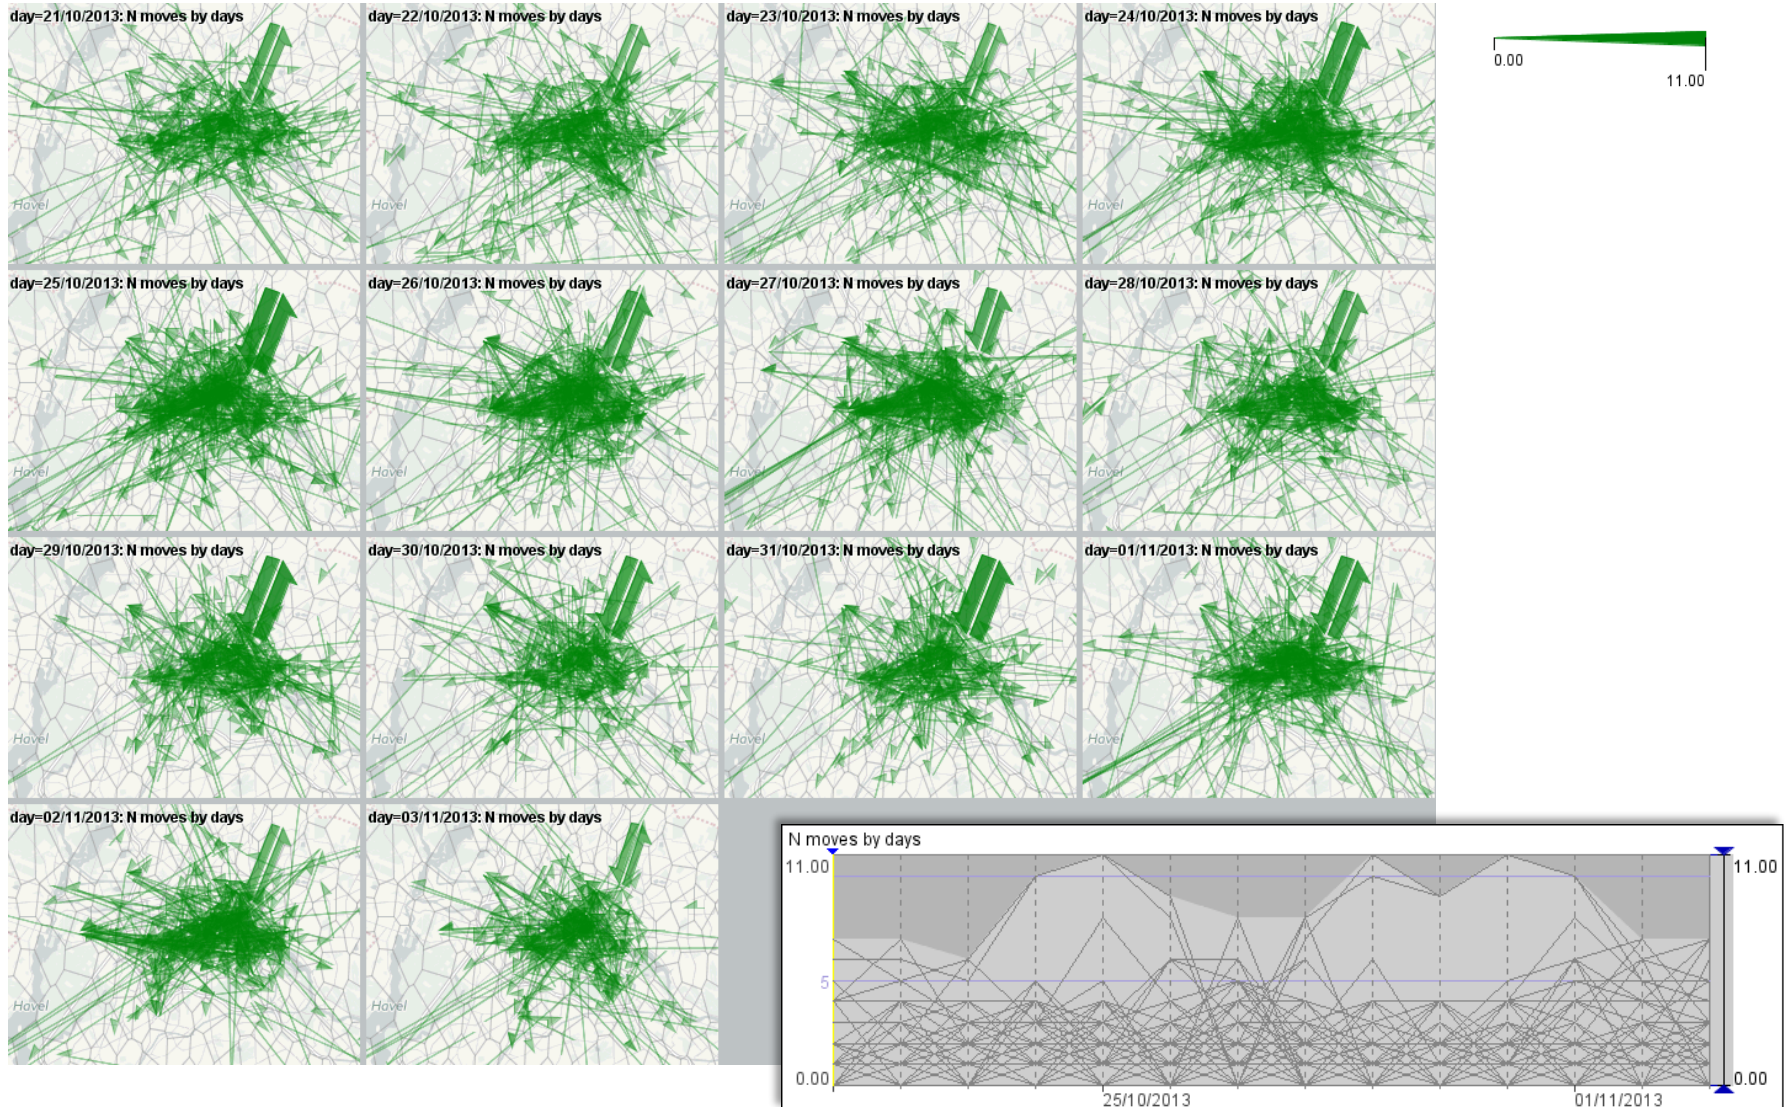 day=21/10/2013: N moves by days
day=22/10/2013: N moves by days
day=23/10/2013: N moves by days
day=24/10/2013: N moves by days
0.00
11.00
Havel
Havel
Havel
Havel
day=25/10/2013: N moves by days
day=26/10/2013: N moves by days
day=27/10/2013: N moves by days
day=28/10/2013: N moves by days
Havel
Havel
Havel
Havel
day=29/10/2013: N moves by days
day=30/10/2013: N moves by days
day=31/10/2013: N moves by days
day=01/11/2013: N moves by days
Havel
Havel
Havel
Havel
day=02/11/2013: N moves by days
day=03/11/2013: N moves by days
Havel
Havel
N moves by days
11.00
11.00
5
0.00
0.00
25/10/2013
01/11/2013